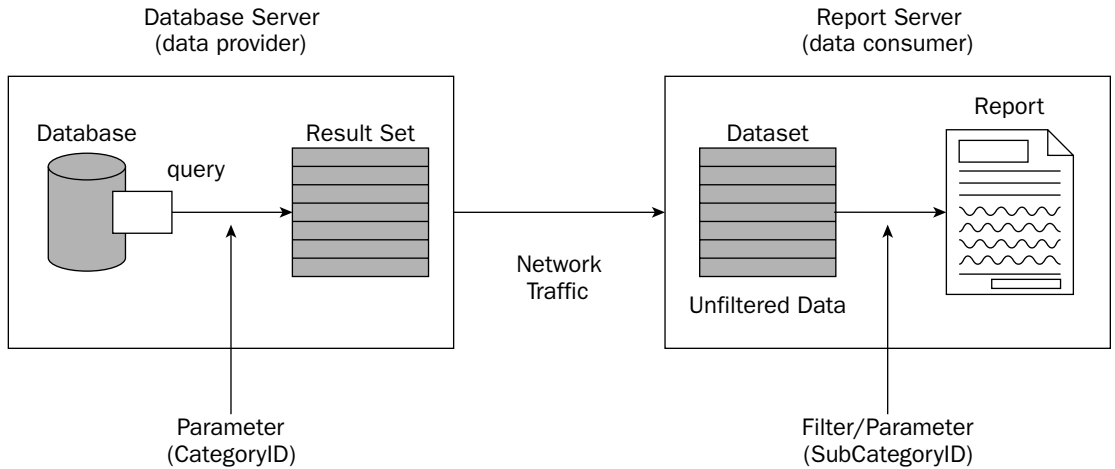 Database Server
(data provider)
Report Server
(data consumer)
Database
query
Result Set
Dataset
Report
Network
Traffic
Unfiltered Data
Parameter
(CategoryID)
Filter/Parameter
(SubCategoryID)